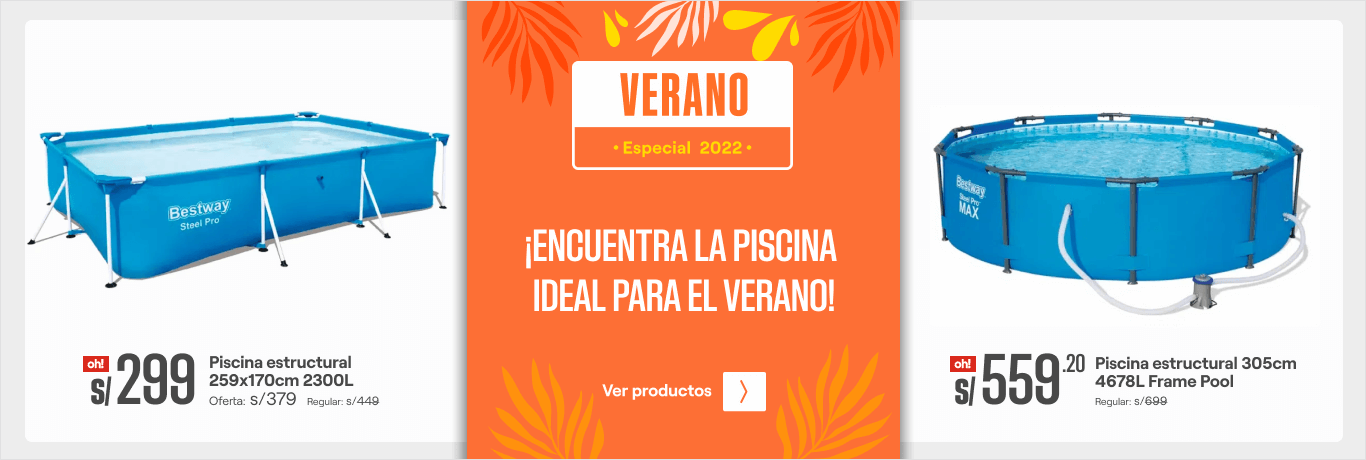 Bestway
Steel Pro
oh!
S/ 299
Piscina estructural
259x170cm 2300L
Oferta: S/379 Regular: S/449
VERANO
• Especial 2022 •
¡ENCUENTRA LA PISCINA
IDEAL PARA EL VERANO!
Ver productos
Bestway
Steel Pro
MAX
oh!
S/ 559.20
Piscina estructural 305cm
4678L Frame Pool
Regular: S/699